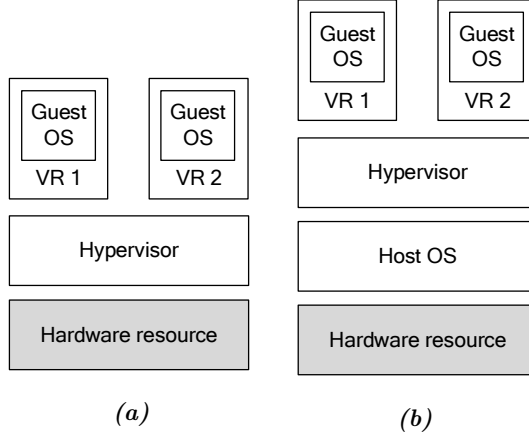 Guest
OS
VR 1
Guest
OS
VR 2
Hypervisor
Hardware resource
(a)
Guest
OS
VR 1
Guest
OS
VR 2
Hypervisor
Host OS
Hardware resource
(b)